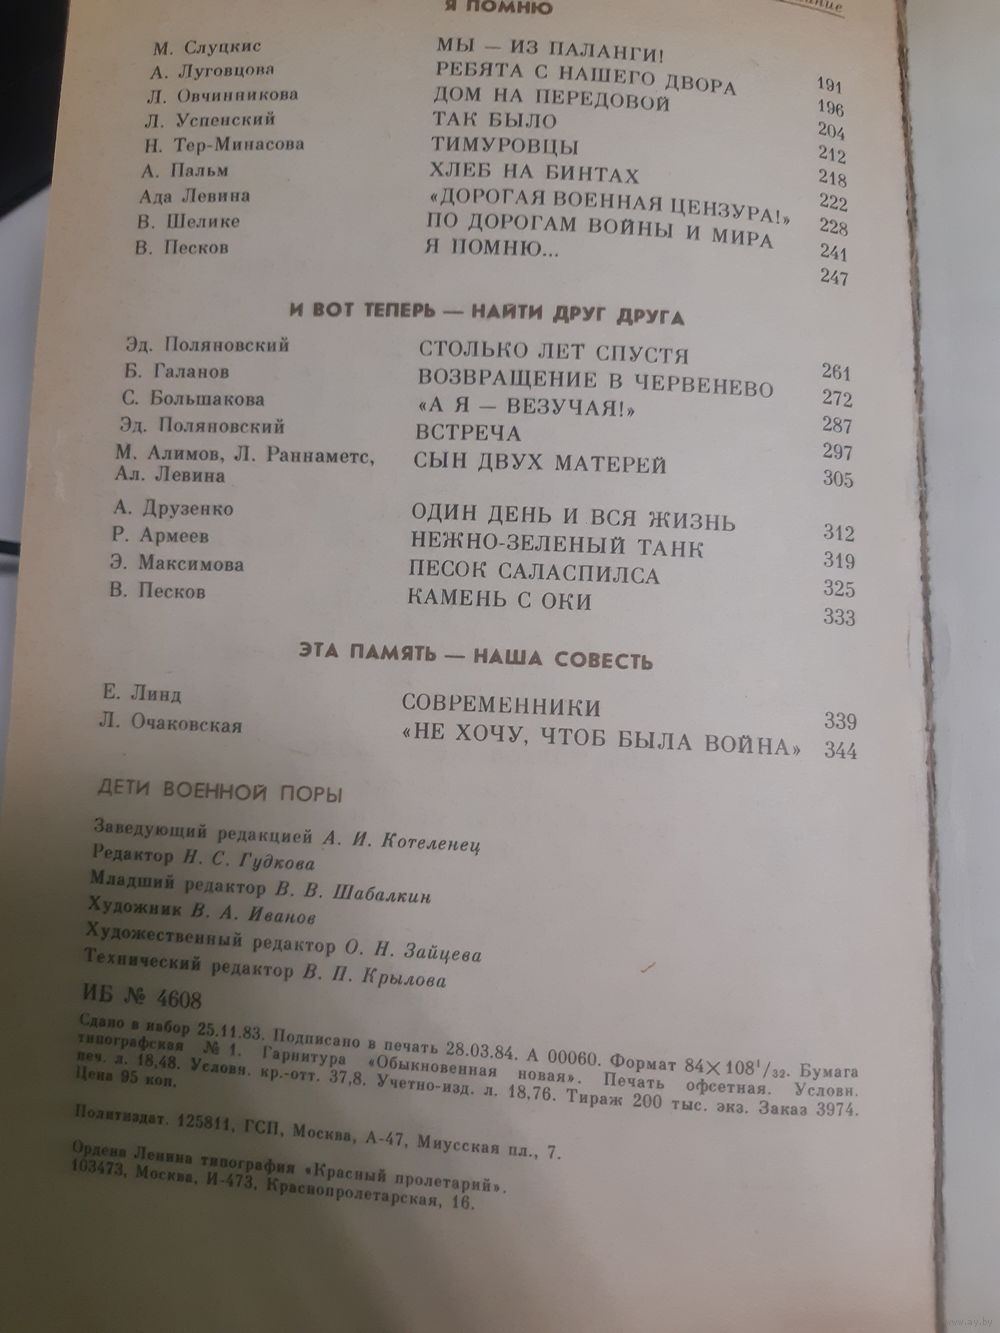 Я ПОМНЮ
М. Слуцкис МЫ — ИЗ ПАЛАНГИ! 191
А. Луговцова РЕБЯТА С НАШЕГО ДВОРА 196
Л. Овчинникова ДОМ НА ПЕРЕДОВОЙ 204
Л. Успенский ТАК БЫЛО 212
Н. Тер-Минасова ТИМУРОВЦЫ 218
А. Пальм ХЛЕБ НА БИНТАХ 222
Ада Левина «ДОРОГАЯ ВОЕННАЯ ЦЕНЗУРА!» 228
В. Шелике ПО ДОРОГАМ ВОЙНЫ И МИРА 241
В. Песков Я ПОМНЮ... 247
И ВОТ ТЕПЕРЬ — НАЙТИ ДРУГ ДРУГА
Эд. Поляновский СТОЛЬКО ЛЕТ СПУСТЯ 261
Б. Галанов ВОЗВРАЩЕНИЕ В ЧЕРВЕНЕВО 272
С. Большакова «А Я — ВЕЗУЧАЯ!» 287
Эд. Поляновский ВСТРЕЧА 297
М. Алимов, Л. Раннаметс, СЫН ДВУХ МАТЕРЕЙ 305
Ал. Левина
А. Друзенко ОДИН ДЕНЬ И ВСЯ ЖИЗНЬ 312
Р. Армеев НЕЖНО-ЗЕЛЕНЫЙ ТАНК 319
Э. Максимова ПЕСОК САЛАСПИЛСА 325
В. Песков КАМЕНЬ С ОКИ 333
ЭТА ПАМЯТЬ — НАША СОВЕСТЬ
Е. Линд СОВРЕМЕННИКИ 339
Л. Очаковская «НЕ ХОЧУ, ЧТОБ БЫЛА ВОЙНА» 344
ДЕТИ ВОЕННОЙ ПОРЫ
Заведующий редакцией А. И. Котеленец
Редактор Н. С. Гудкова
Младший редактор В. В. Шабалкин
Художник В. А. Иванов
Художественный редактор О. Н. Зайцева
Технический редактор В. П. Крылова
ИБ № 4608
Сдано в набор 25.11.83. Подписано в печать 28.03.84. А 00060. Формат 84×108¹/₃₂. Бумага
типографская № 1. Гарнитура «Обыкновенная новая». Печать офсетная. Условн.
печ. л. 18,48. Условн. кр.-отт. 37,8. Учетно-изд. л. 18,76. Тираж 200 тыс. экз. Заказ 3974.
Цена 95 коп.
Политиздат. 125811, ГСП, Москва, А-47, Миусская пл., 7.
Ордена Ленина типография «Красный пролетарий».
103473, Москва, И-473, Краснопролетарская, 16.
www.ay.by